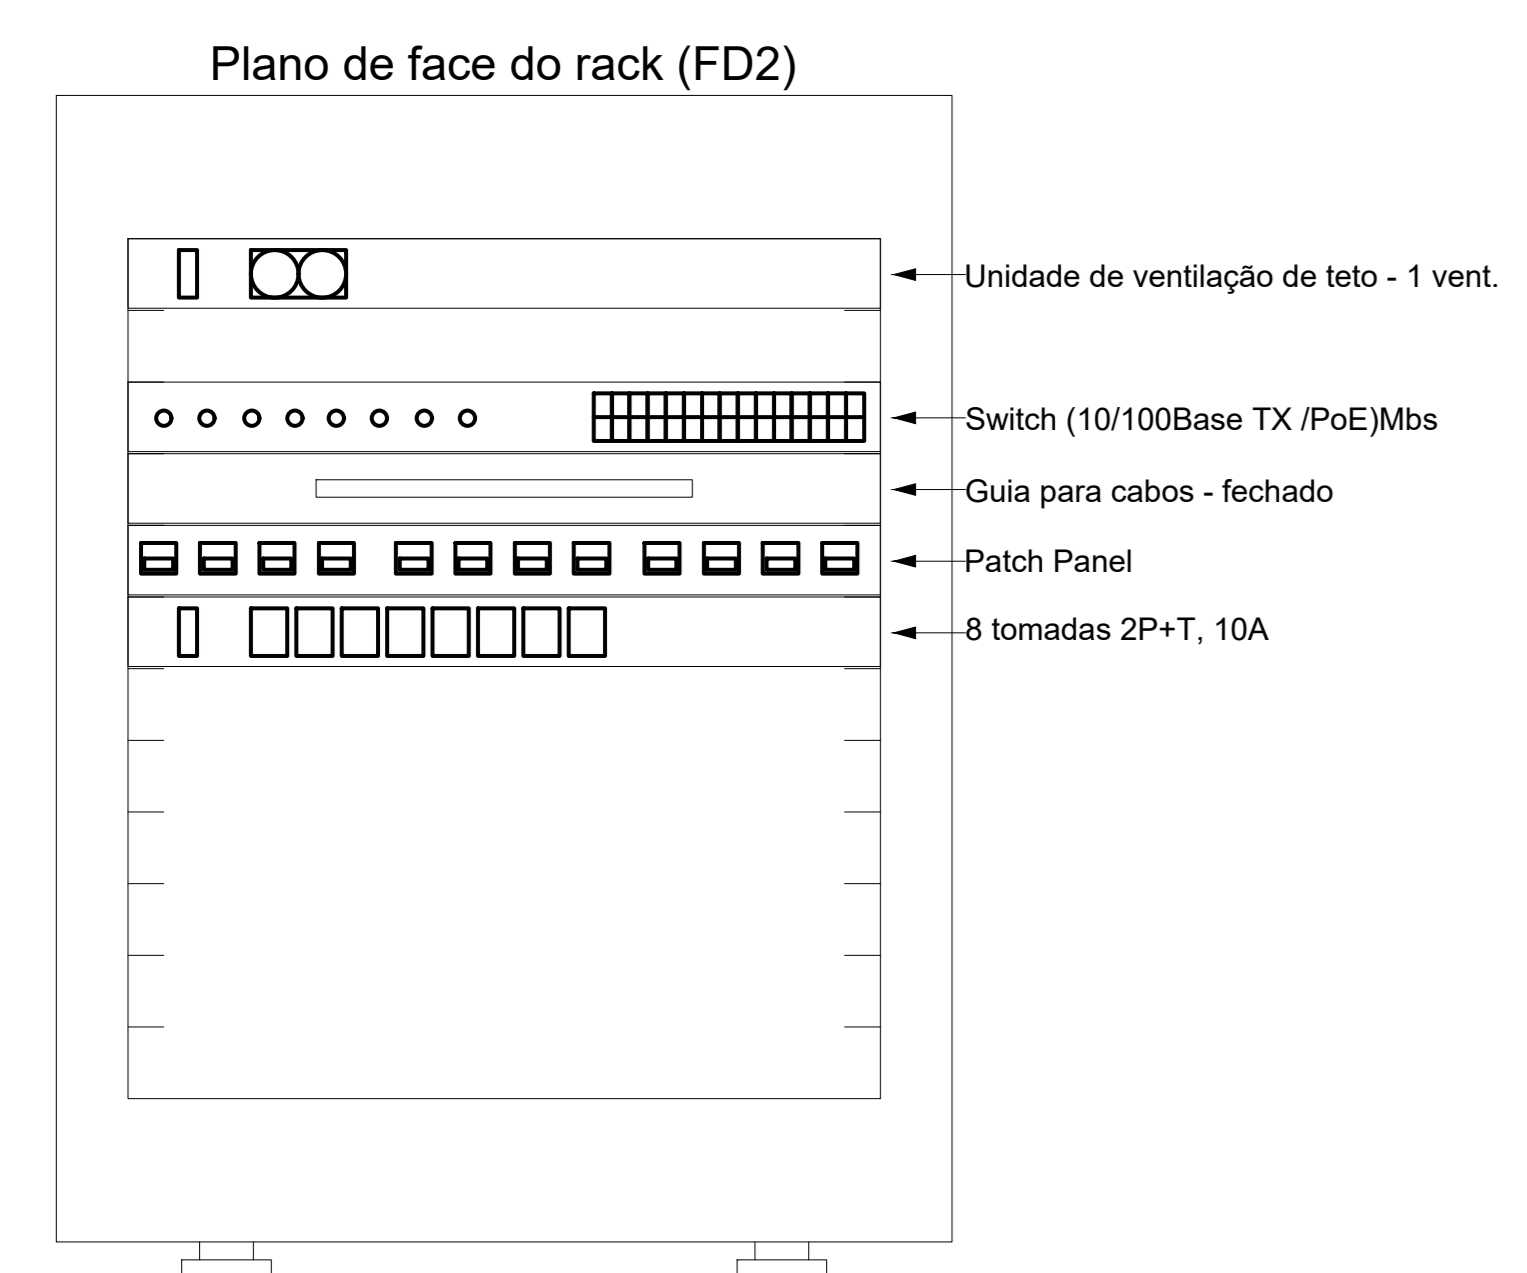 Plano de face do rack (FD2)
Unidade de ventilação de teto - 1 vent.
Switch (10/100Base TX /PoE)Mbs
Guia para cabos - fechado
Patch Panel
8 tomadas 2P+T, 10A